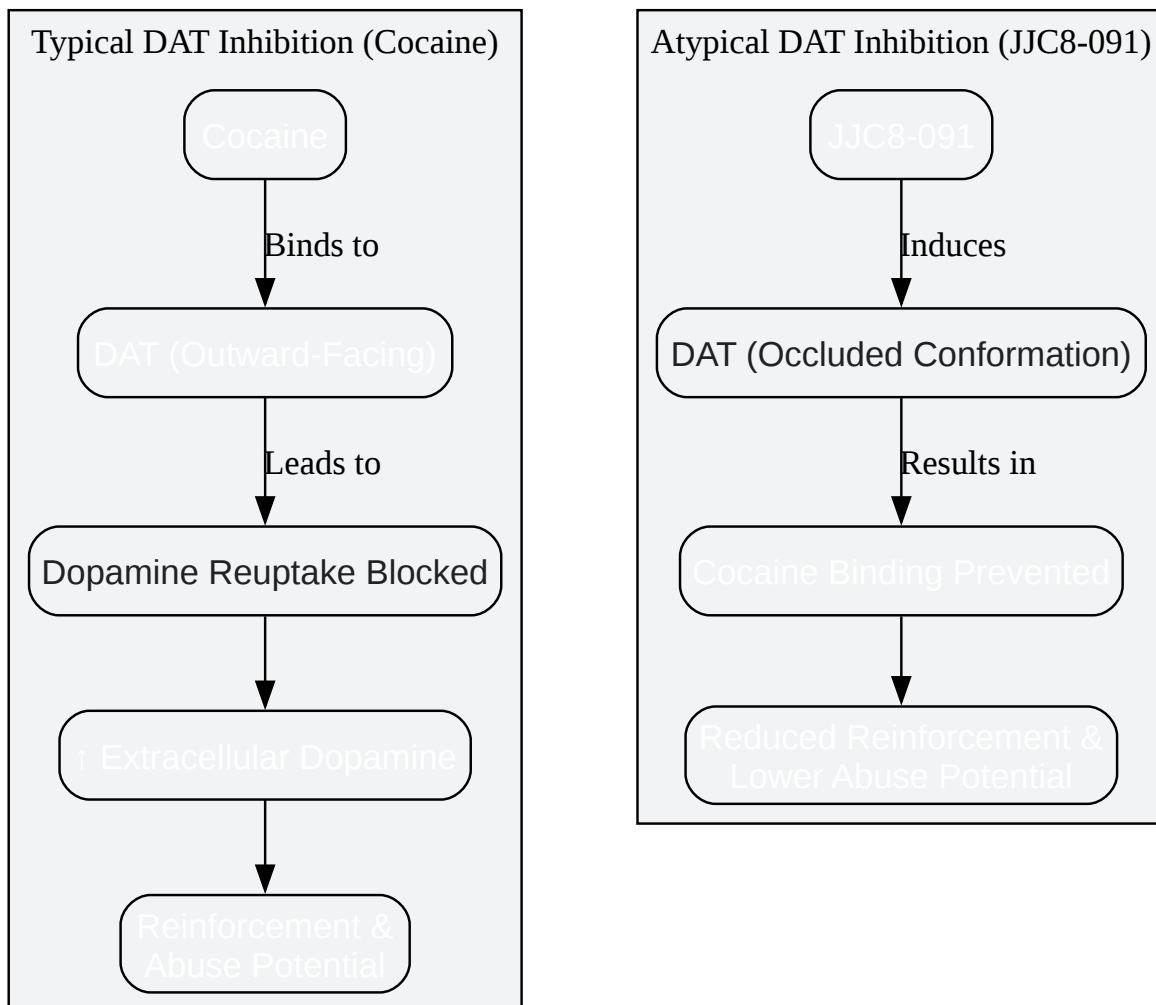 Typical DAT Inhibition (Cocaine)
Cocaine
Binds to
DAT (Outward-Facing)
Leads to
Dopamine Reuptake Blocked
↑ Extracellular Dopamine
Reinforcement &
Abuse Potential
Atypical DAT Inhibition (JJC8-091)
JJC8-091
Induces
DAT (Occluded Conformation)
Results in
Cocaine Binding Prevented
Reduced Reinforcement &
Lower Abuse Potential